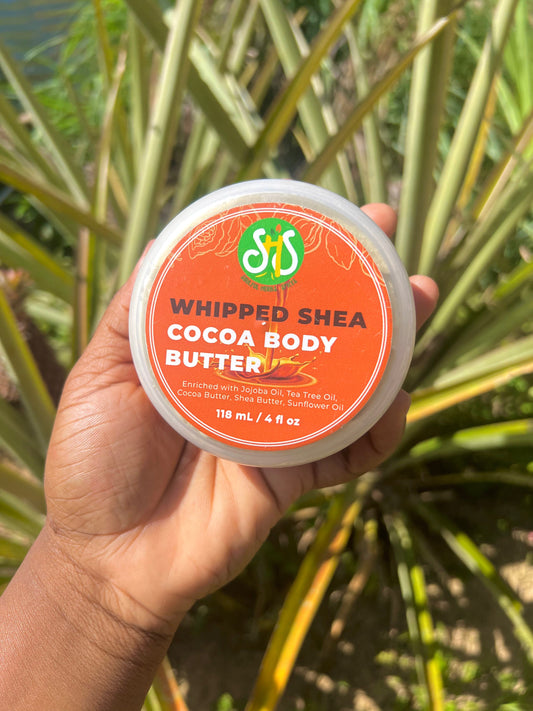 SHS
WHIPPED SHEA
COCOA BODY
BUTTER
Enriched with Jojoba Oil, Tea Tree Oil,
Cocoa Butter, Shea Butter, Sunflower Oil
118 mL / 4 fl oz